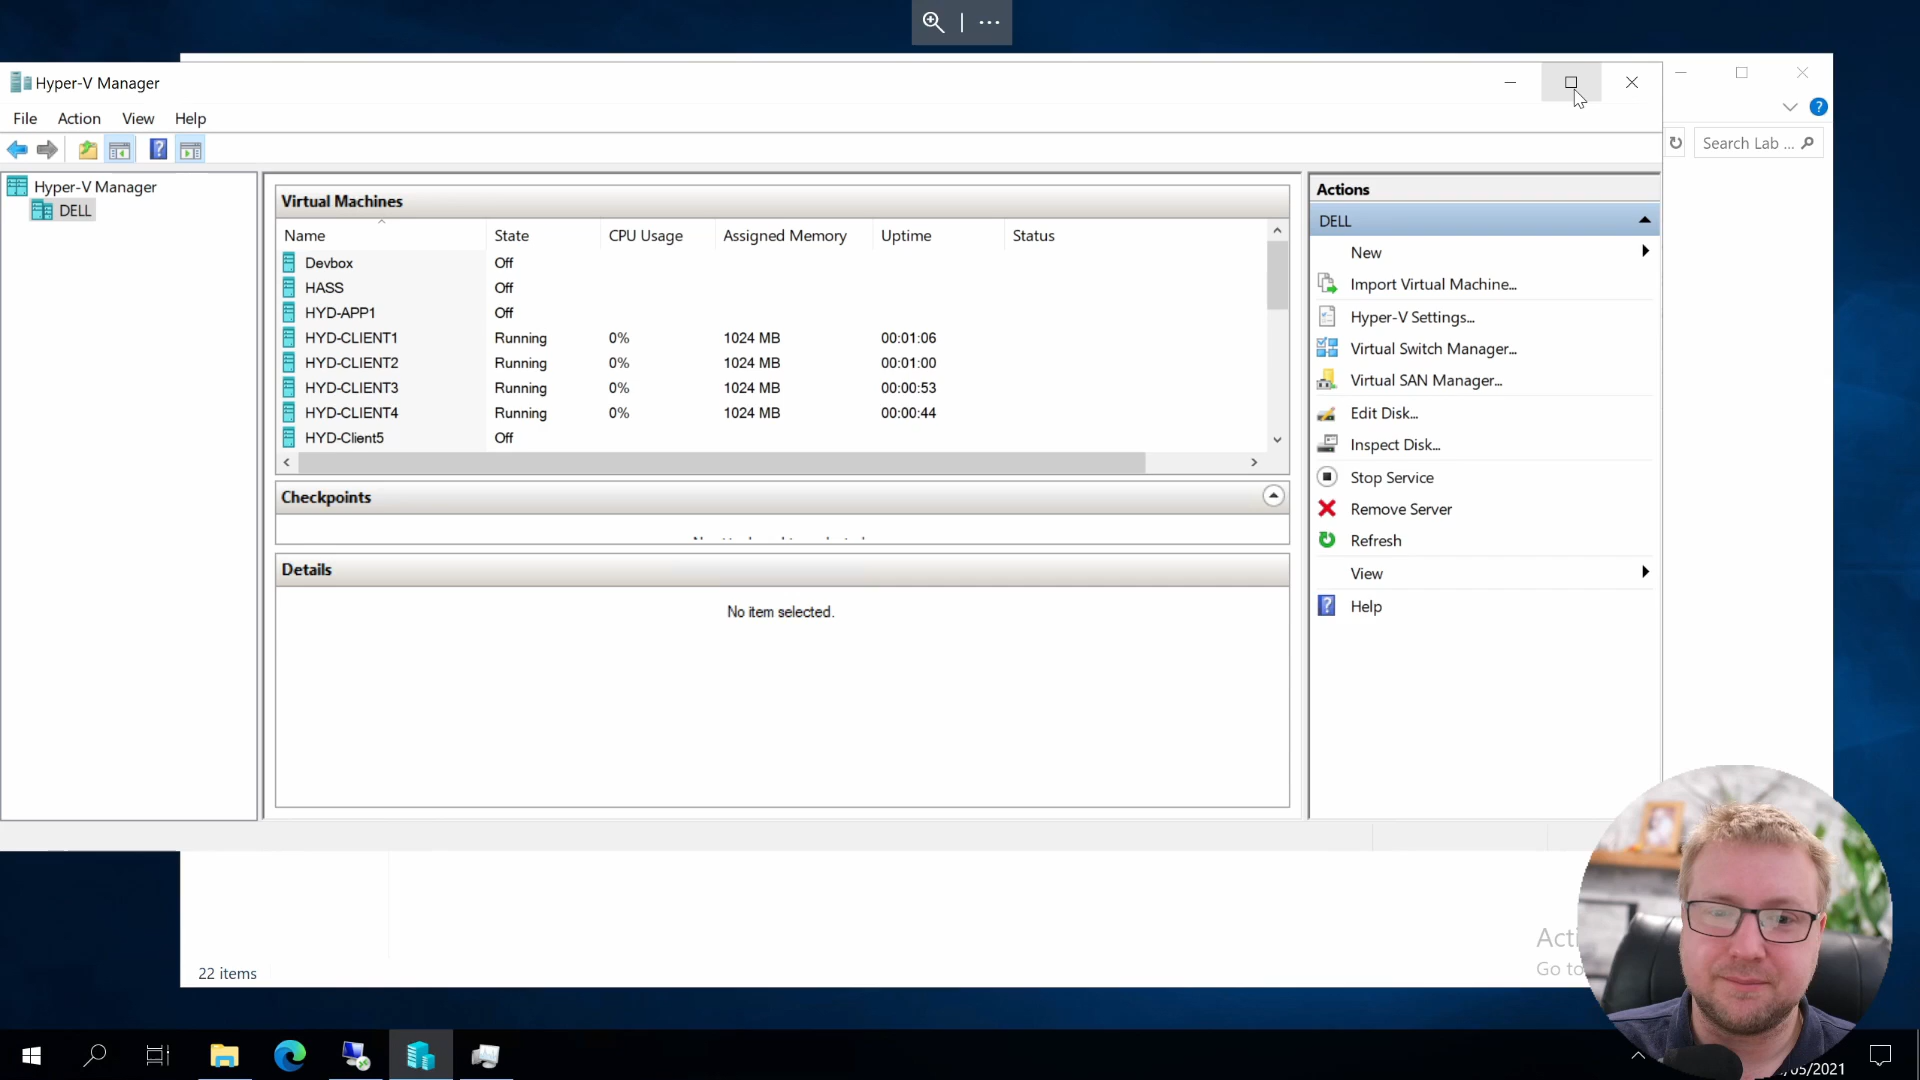 Hyper-V Manager
File Action View Help
Search Lab ...
Hyper-V Manager
DELL
Virtual Machines
Name State CPU Usage Assigned Memory Uptime Status
Devbox Off
HASS Off
HYD-APP1 Off
HYD-CLIENT1 Running 0% 1024 MB 00:01:06
HYD-CLIENT2 Running 0% 1024 MB 00:01:00
HYD-CLIENT3 Running 0% 1024 MB 00:00:53
HYD-CLIENT4 Running 0% 1024 MB 00:00:44
HYD-Client5 Off
Checkpoints
Details
No item selected.
Actions
DELL
New
Import Virtual Machine...
Hyper-V Settings...
Virtual Switch Manager...
Virtual SAN Manager...
Edit Disk...
Inspect Disk...
Stop Service
Remove Server
Refresh
View
Help
Go to
22 items
/05/2021